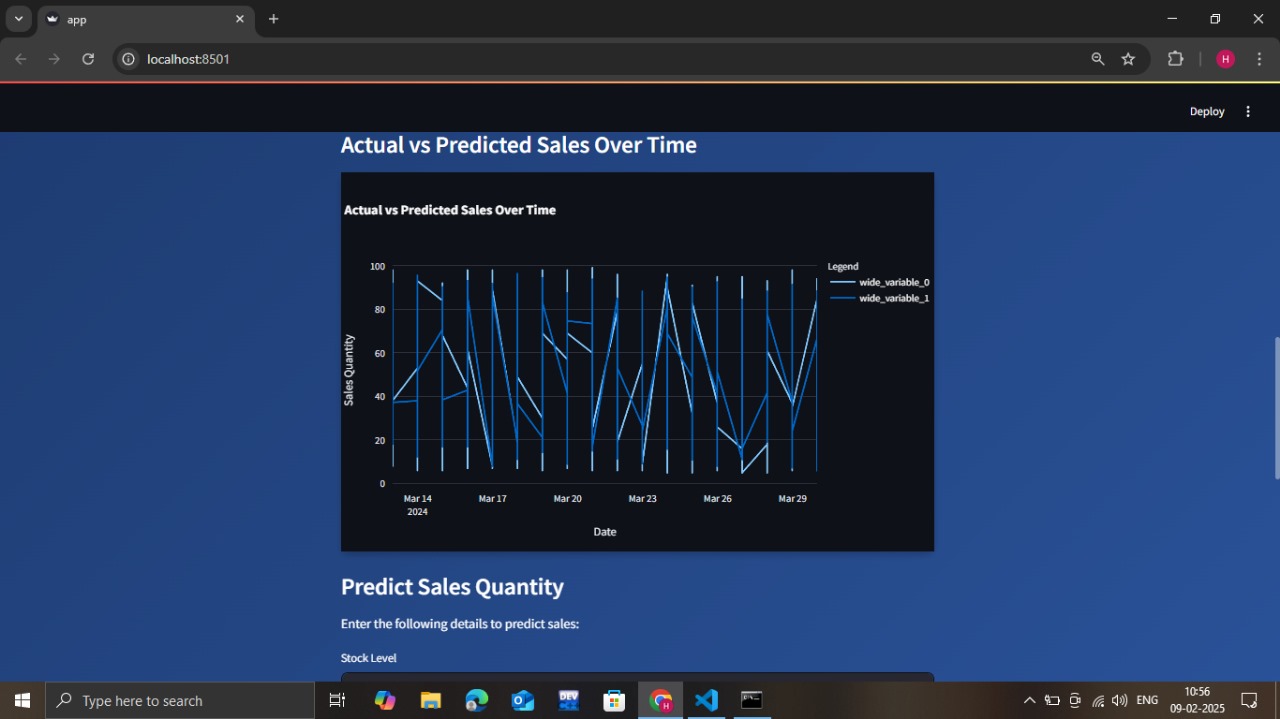 app
localhost:8501
H
Deploy
Actual vs Predicted Sales Over Time
Actual vs Predicted Sales Over Time
Legend
wide_variable_0
wide_variable_1
Sales Quantity
100
80
60
40
20
0
Mar 14 Mar 17 Mar 20 Mar 23 Mar 26 Mar 29
2024
Date
Predict Sales Quantity
Enter the following details to predict sales:
Stock Level
Type here to search
DEV
H
ENG
10:56
09-02-2025